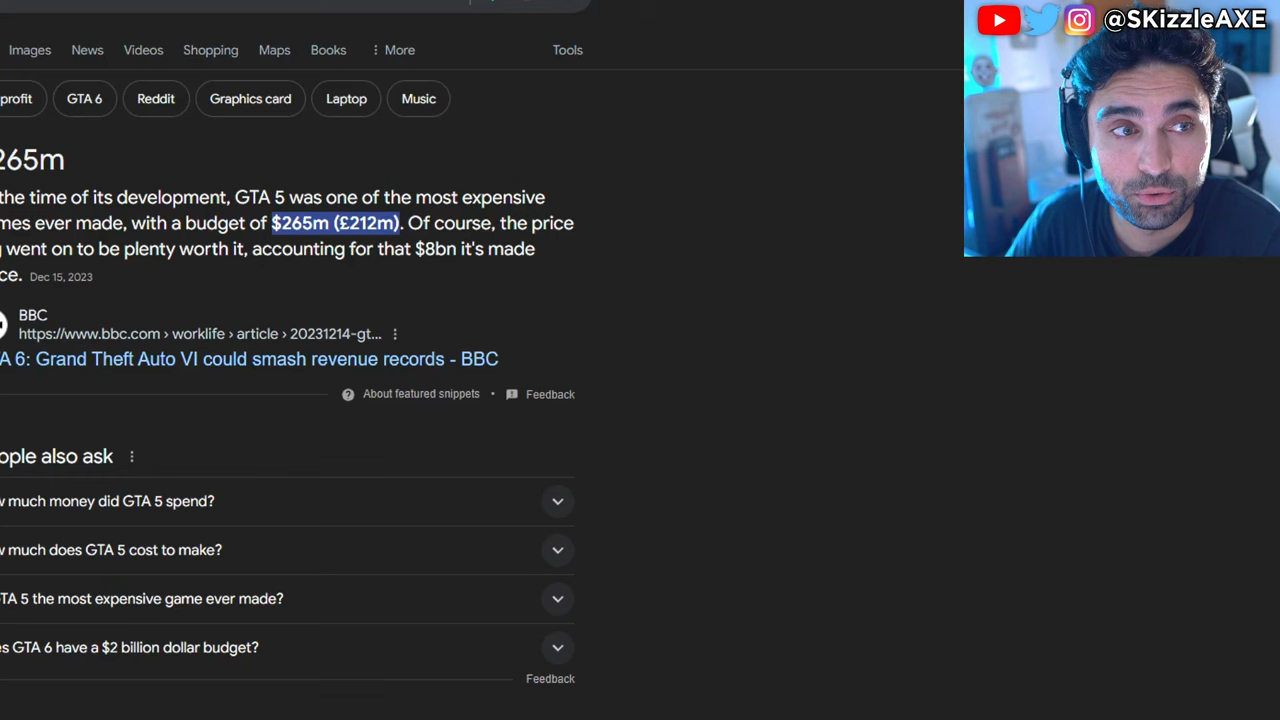 @SKizzleAXE
Images News Videos Shopping Maps Books More Tools
profit GTA 6 Reddit Graphics card Laptop Music
265m
the time of its development, GTA 5 was one of the most expensive
mes ever made, with a budget of $265m (£212m). Of course, the price
went on to be plenty worth it, accounting for that $8bn it's made
ce. Dec 15, 2023
BBC
https://www.bbc.com › worklife › article › 20231214-gt...
A 6: Grand Theft Auto VI could smash revenue records - BBC
About featured snippets • Feedback
ople also ask
w much money did GTA 5 spend?
w much does GTA 5 cost to make?
TA 5 the most expensive game ever made?
es GTA 6 have a $2 billion dollar budget?
Feedback